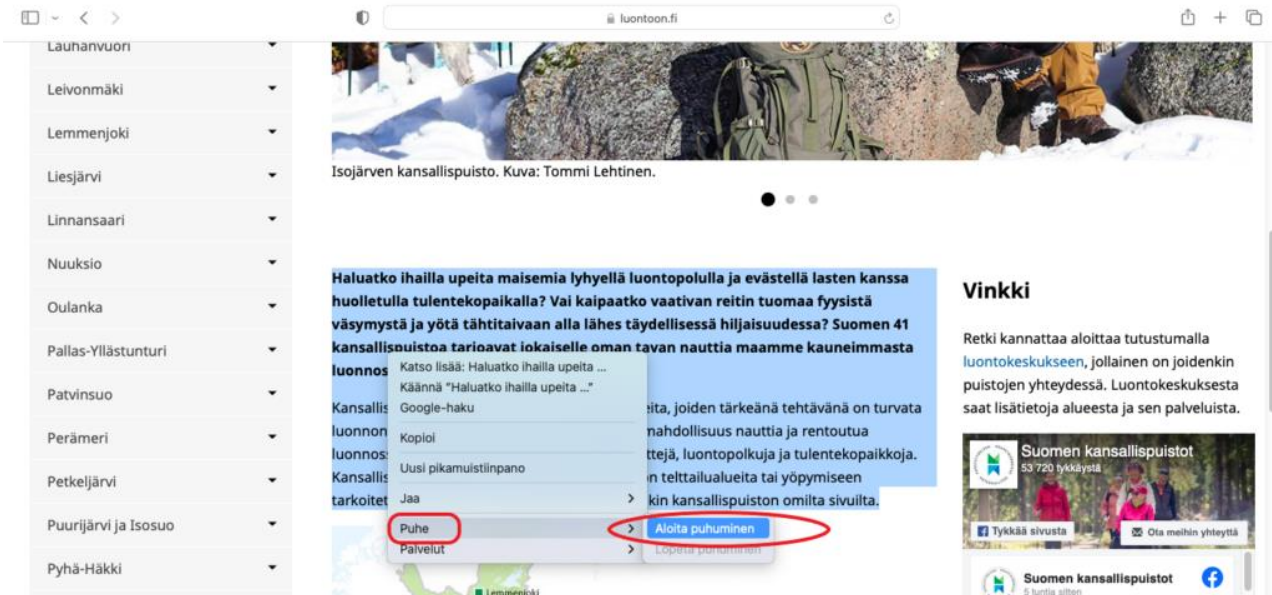 luontoon.fi
Lauhanvuori
Leivonmäki
Lemmenjoki
Liesjärvi
Linnansaari
Nuuksio
Oulanka
Pallas-Yllästunturi
Patvinsuo
Perämeri
Petkeljärvi
Puurijärvi ja Isosuo
Pyhä-Häkki
Isojärven kansallispuisto. Kuva: Tommi Lehtinen.
Haluatko ihailla upeita maisemia lyhyellä luontopolulla ja evästellä lasten kanssa
huolletulla tulentekopaikalla? Vai kaipaatko vaativan reitin tuomaa fyysistä
väsymystä ja yötä tähtitaivaan alla lähes täydellisessä hiljaisuudessa? Suomen 41
kansallispuistoa tarjoavat jokaiselle oman tavan nauttia maamme kauneimmasta
luonnos
Kansallis eita, joiden tärkeänä tehtävänä on turvata
luonnon mahdollisuus nauttia ja rentoutua
luonnoss ttejä, luontopolkuja ja tulentekopaikkoja.
Kansallis on telttailualueita tai yöpymiseen
tarkoitet kin kansallispuiston omilta sivuilta.
Katso lisää: Haluatko ihailla upeita ...
Käännä "Haluatko ihailla upeita ..."
Google-haku
Kopioi
Uusi pikamuistiinpano
Jaa
Puhe
Palvelut
Aloita puhuminen
Lopeta puhuminen
Lemmenjoki
Vinkki
Retki kannattaa aloittaa tutustumalla
luontokeskukseen, jollainen on joidenkin
puistojen yhteydessä. Luontokeskuksesta
saat lisätietoja alueesta ja sen palveluista.
Suomen kansallispuistot
53 720 tykkäystä
Tykkää sivusta
Ota meihin yhteyttä
Suomen kansallispuistot
5 tuntia sitten